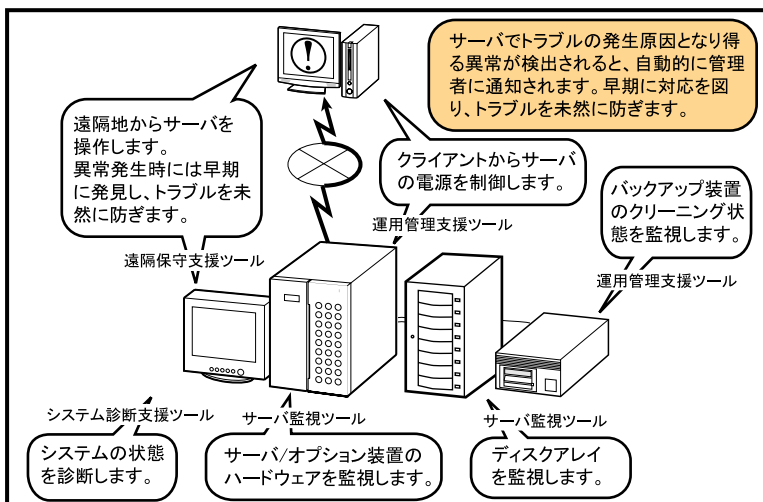 サーバでトラブルの発生原因となり得
る異常が検出されると、自動的に管理
者に通知されます。早期に対応を図
り、トラブルを未然に防ぎます。
遠隔地からサーバを
操作します。
異常発生時には早期
に発見し、トラブルを未
然に防ぎます。
遠隔保守支援ツール
クライアントからサーバ
の電源を制御します。
運用管理支援ツール
バックアップ装置
のクリーニング状
態を監視します。
運用管理支援ツール
システム診断支援ツール
システムの状態
を診断します。
サーバ監視ツール
サーバ/オプション装置の
ハードウェアを監視します。
サーバ監視ツール
ディスクアレイ
を監視します。